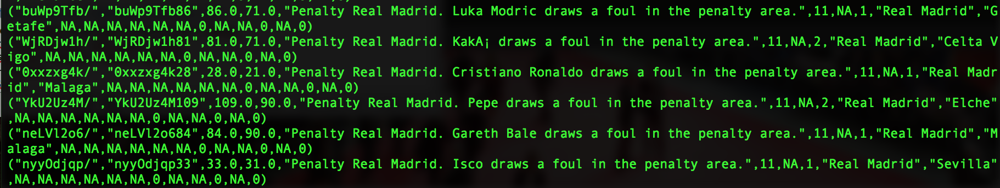 ("buWp9Tfb/","buWp9Tfb86",86.0,71.0,"Penalty Real Madrid. Luka Modric draws a foul in the penalty area.",11,NA,1,"Real Madrid","G
etafe",NA,NA,NA,NA,NA,NA,0,NA,NA,0,NA,0)
("WjRDjw1h/","WjRDjw1h81",81.0,71.0,"Penalty Real Madrid. KakA¡ draws a foul in the penalty area.",11,NA,2,"Real Madrid","Celta V
igo",NA,NA,NA,NA,NA,NA,0,NA,NA,0,NA,0)
("0xxzxg4k/","0xxzxg4k28",28.0,21.0,"Penalty Real Madrid. Cristiano Ronaldo draws a foul in the penalty area.",11,NA,1,"Real Madr
id","Malaga",NA,NA,NA,NA,NA,NA,0,NA,NA,0,NA,0)
("YkU2Uz4M/","YkU2Uz4M109",109.0,90.0,"Penalty Real Madrid. Pepe draws a foul in the penalty area.",11,NA,2,"Real Madrid","Elche"
,NA,NA,NA,NA,NA,NA,0,NA,NA,0,NA,0)
("neLVl2o6/","neLVl2o684",84.0,90.0,"Penalty Real Madrid. Gareth Bale draws a foul in the penalty area.",11,NA,1,"Real Madrid","M
alaga",NA,NA,NA,NA,NA,NA,0,NA,NA,0,NA,0)
("nyyOdjqp/","nyyOdjqp33",33.0,31.0,"Penalty Real Madrid. Isco draws a foul in the penalty area.",11,NA,1,"Real Madrid","Sevilla"
,NA,NA,NA,NA,NA,NA,0,NA,NA,0,NA,0)